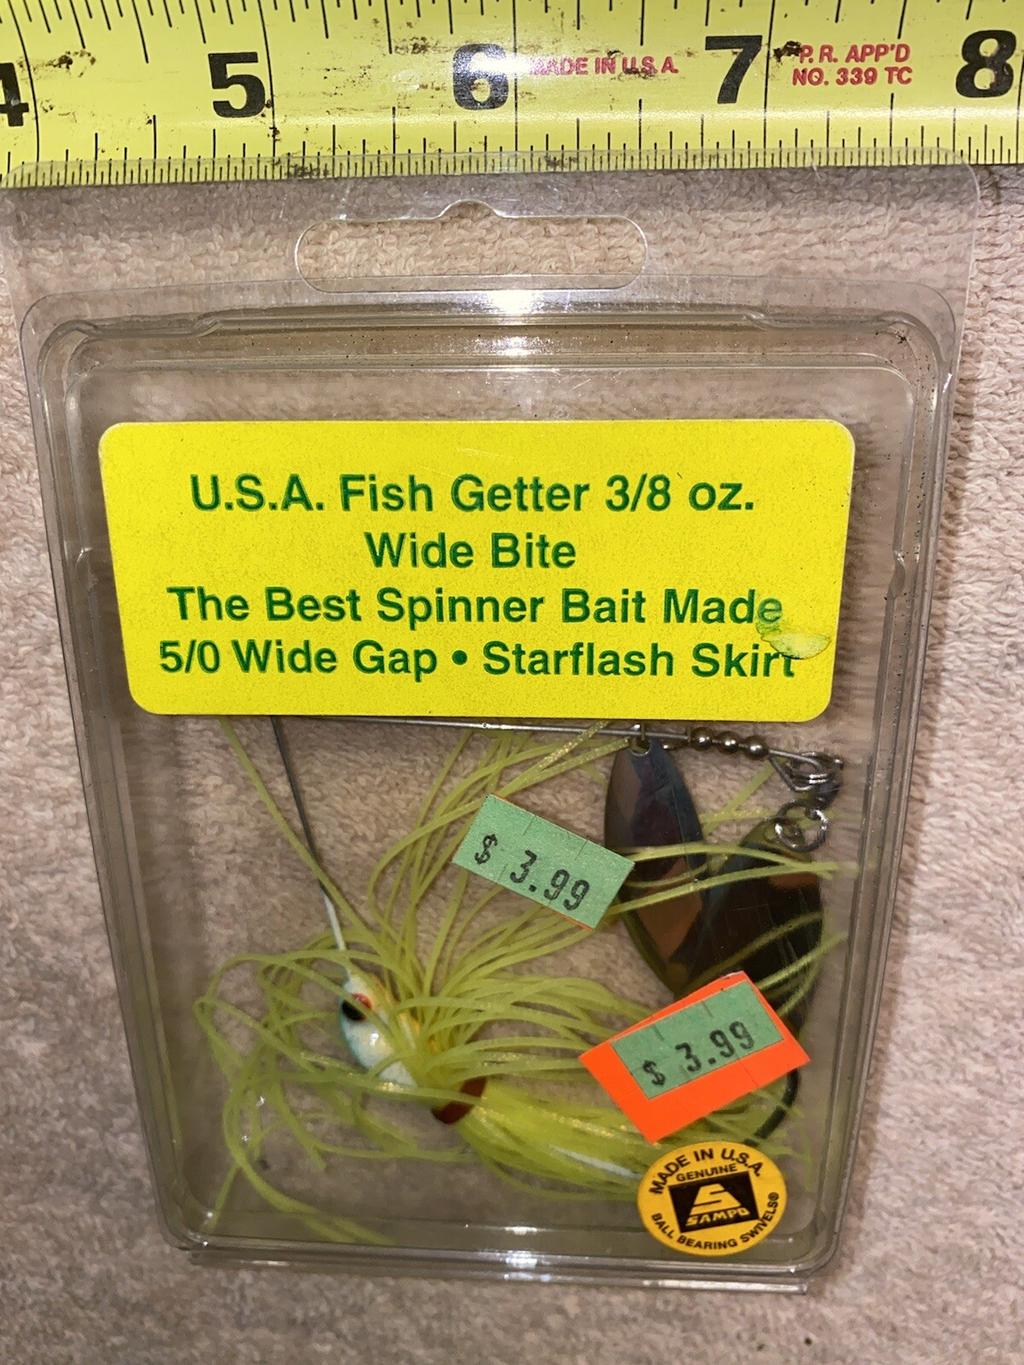 4 5 6 MADE IN U.S.A. 7 P.R. APP'D 8
NO. 339 TC
U.S.A. Fish Getter 3/8 oz.
Wide Bite
The Best Spinner Bait Made
5/0 Wide Gap • Starflash Skirt
$ 3.99
$ 3.99
MADE IN U.S.A.
GENUINE
S
SAMPO
BALL BEARING SWIVELS®